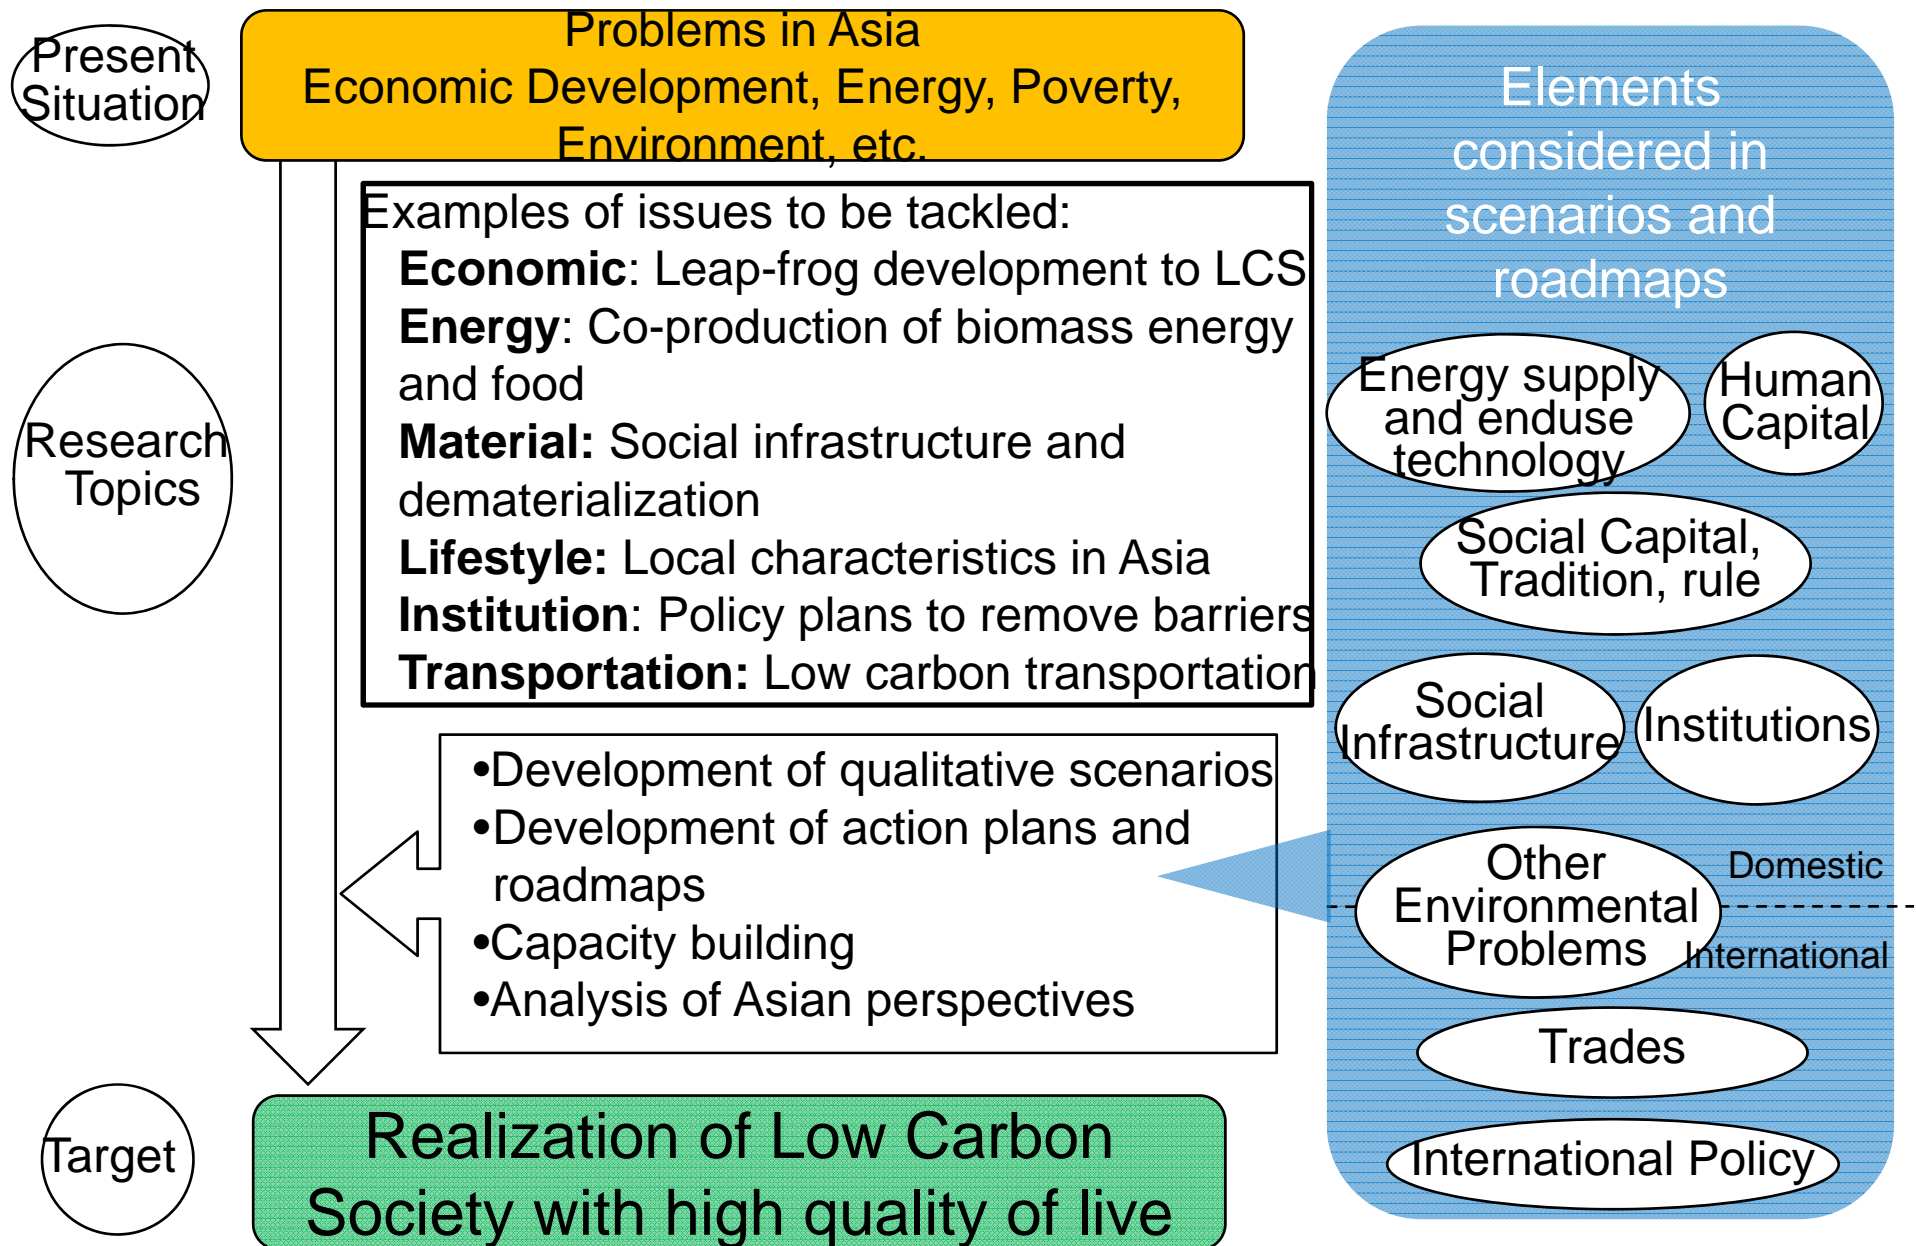 Present
Situation
Problems in Asia
Economic Development, Energy, Poverty,
Environment, etc.
Examples of issues to be tackled:
Economic: Leap-frog development to LCS
Energy: Co-production of biomass energy
and food
Material: Social infrastructure and
dematerialization
Lifestyle: Local characteristics in Asia
Institution: Policy plans to remove barriers
Transportation: Low carbon transportation
Research
Topics
•Development of qualitative scenarios
•Development of action plans and
roadmaps
•Capacity building
•Analysis of Asian perspectives
Target
Realization of Low Carbon
Society with high quality of live
Elements
considered in
scenarios and
roadmaps
Energy supply
and enduse
technology
Human
Capital
Social Capital,
Tradition, rule
Social
Infrastructure
Institutions
Other
Environmental
Problems
Domestic
International
Trades
International Policy